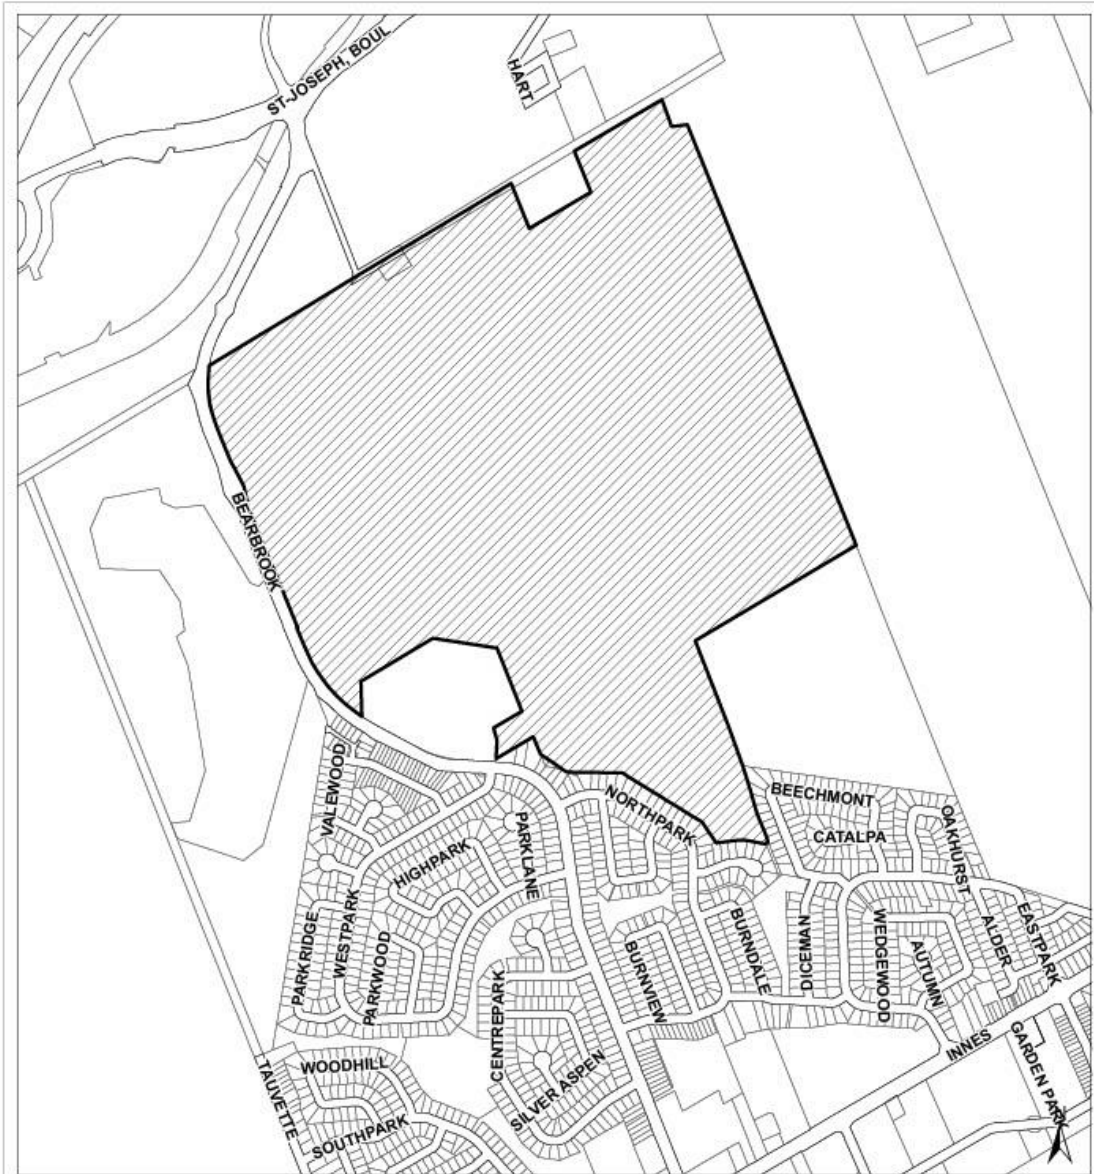 ST-JOSEPH, BOUL
HART
BEARBROOK
VALEWOOD
NORTHPARK
BEECHMONT
CATALPA
OAKHURST
PARKLANE
HIGHPARK
WESTPARK
PARKRIDGE
PARKWOOD
BURNDALE
DICEMAN
WEDGEWOOD
AUTUMN
ALDER
EASTPARK
BURNVIEW
CENTREPARK
SILVER ASPEN
INNES
GARDEN PARK
WOODHILL
TAUVETTE
SOUTHPARK